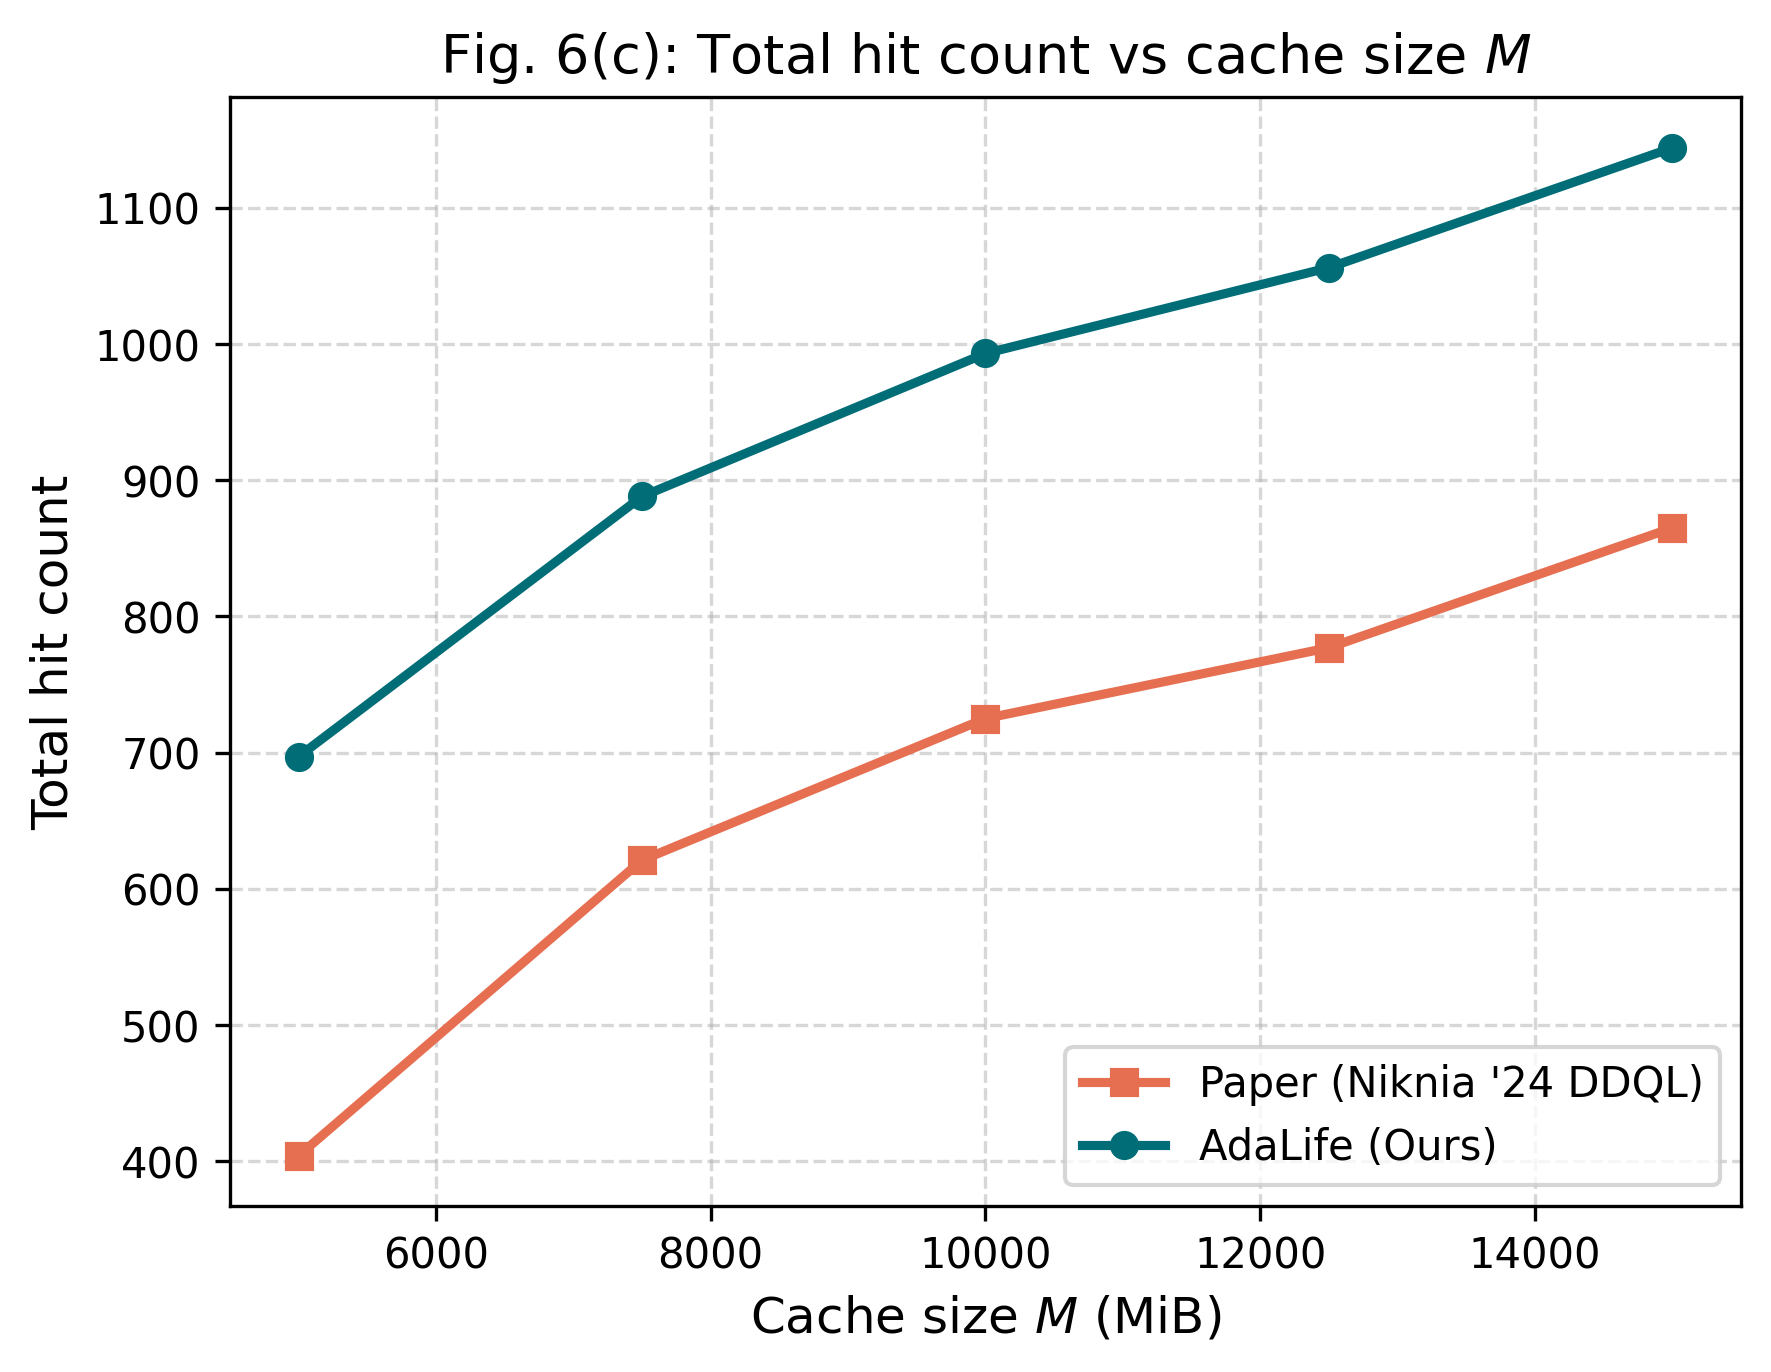 Fig. 6(c): Total hit count vs cache size M
Total hit count
1100
1000
900
800
700
600
500
400
6000 8000 10000 12000 14000
Cache size M (MiB)
Paper (Niknia '24 DDQL)
AdaLife (Ours)